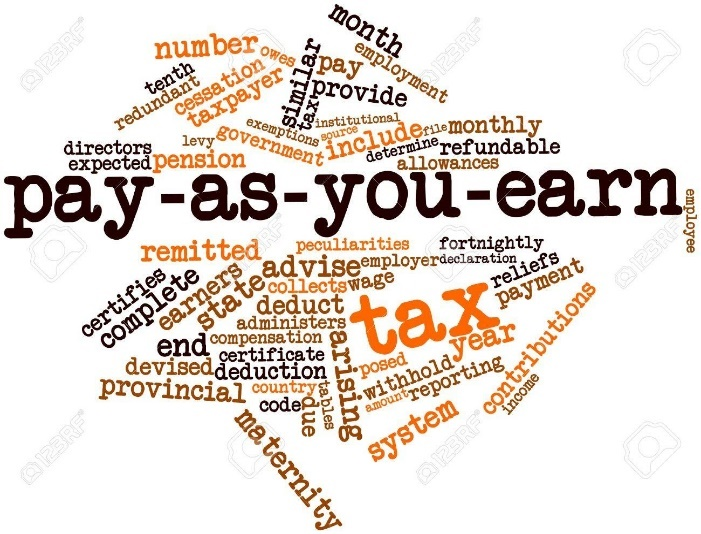 month
number
owes
employment
tenth
cessation
similar
pay
redundant
taxpayer
tax
provide
levy
exemptions
institutional
government
source
include
file
monthly
directors
determine
refundable
expected
pension
allowances
pay-as-you-earn
employee
remitted
peculiarities
fortnightly
certifies
complete
earners
state
advise
employer
declaration
reliefs
collects
wage
payment
deduct
tax
administers
year
contributions
end
compensation
arising
certificate
posed
devised
deduction
withhold
reporting
provincial
country
tables
amount
income
code
due
system
maternity
123RF